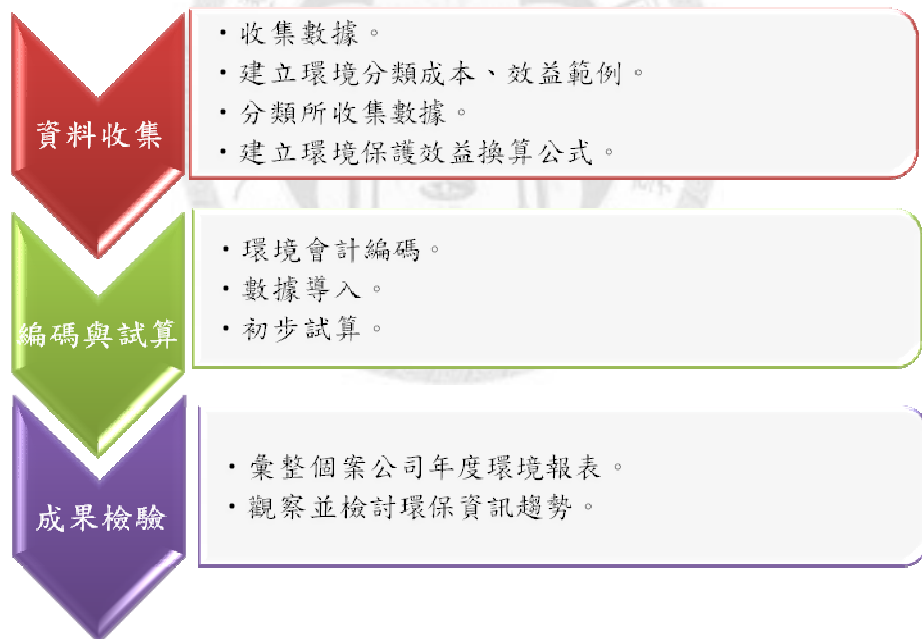 資料收集
・收集數據。
・建立環境分類成本、效益範例。
・分類所收集數據。
・建立環境保護效益換算公式。
編碼與試算
・環境會計編碼。
・數據導入。
・初步試算。
成果檢驗
・彙整個案公司年度環境報表。
・觀察並檢討環保資訊趨勢。